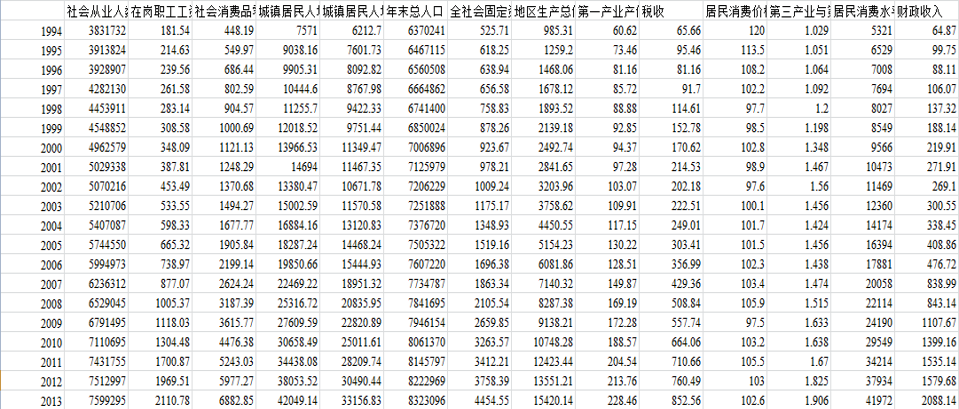 社会从业人 在岗职工工 社会消费品零 城镇居民人均 城镇居民人均 年末总人口 全社会固定资 地区生产总值 第一产业产值 税收 居民消费价格 第三产业与第 居民消费水平 财政收入
1994 3831732 181.54 448.19 7571 6212.7 6370241 525.71 985.31 60.62 65.66 120 1.029 5321 64.87
1995 3913824 214.63 549.97 9038.16 7601.73 6467115 618.25 1259.2 73.46 95.46 113.5 1.051 6529 99.75
1996 3928907 239.56 686.44 9905.31 8092.82 6560508 638.94 1468.06 81.16 81.16 108.2 1.064 7008 88.11
1997 4282130 261.58 802.59 10444.6 8767.98 6664862 656.58 1678.12 85.72 91.7 102.2 1.092 7694 106.07
1998 4453911 283.14 904.57 11255.7 9422.33 6741400 758.83 1893.52 88.88 114.61 97.7 1.2 8027 137.32
1999 4548852 308.58 1000.69 12018.52 9751.44 6850024 878.26 2139.18 92.85 152.78 98.5 1.198 8549 188.14
2000 4962579 348.09 1121.13 13966.53 11349.47 7006896 923.67 2492.74 94.37 170.62 102.8 1.348 9566 219.91
2001 5029338 387.81 1248.29 14694 11467.35 7125979 978.21 2841.65 97.28 214.53 98.9 1.467 10473 271.91
2002 5070216 453.49 1370.68 13380.47 10671.78 7206229 1009.24 3203.96 103.07 202.18 97.6 1.56 11469 269.1
2003 5210706 533.55 1494.27 15002.59 11570.58 7251888 1175.17 3758.62 109.91 222.51 100.1 1.456 12360 300.55
2004 5407087 598.33 1677.77 16884.16 13120.83 7376720 1348.93 4450.55 117.15 249.01 101.7 1.424 14174 338.45
2005 5744550 665.32 1905.84 18287.24 14468.24 7505322 1519.16 5154.23 130.22 303.41 101.5 1.456 16394 408.86
2006 5994973 738.97 2199.14 19850.66 15444.93 7607220 1696.38 6081.86 128.51 356.99 102.3 1.438 17881 476.72
2007 6236312 877.07 2624.24 22469.22 18951.32 7734787 1863.34 7140.32 149.87 429.36 103.4 1.474 20058 838.99
2008 6529045 1005.37 3187.39 25316.72 20835.95 7841695 2105.54 8287.38 169.19 508.84 105.9 1.515 22114 843.14
2009 6791495 1118.03 3615.77 27609.59 22820.89 7946154 2659.85 9138.21 172.28 557.74 97.5 1.633 24190 1107.67
2010 7110695 1304.48 4476.38 30658.49 25011.61 8061370 3263.57 10748.28 188.57 664.06 103.2 1.638 29549 1399.16
2011 7431755 1700.87 5243.03 34438.08 28209.74 8145797 3412.21 12423.44 204.54 710.66 105.5 1.67 34214 1535.14
2012 7512997 1969.51 5977.27 38053.52 30490.44 8222969 3758.39 13551.21 213.76 760.49 103 1.825 37934 1579.68
2013 7599295 2110.78 6882.85 42049.14 33156.83 8323096 4454.55 15420.14 228.46 852.56 102.6 1.906 41972 2088.14